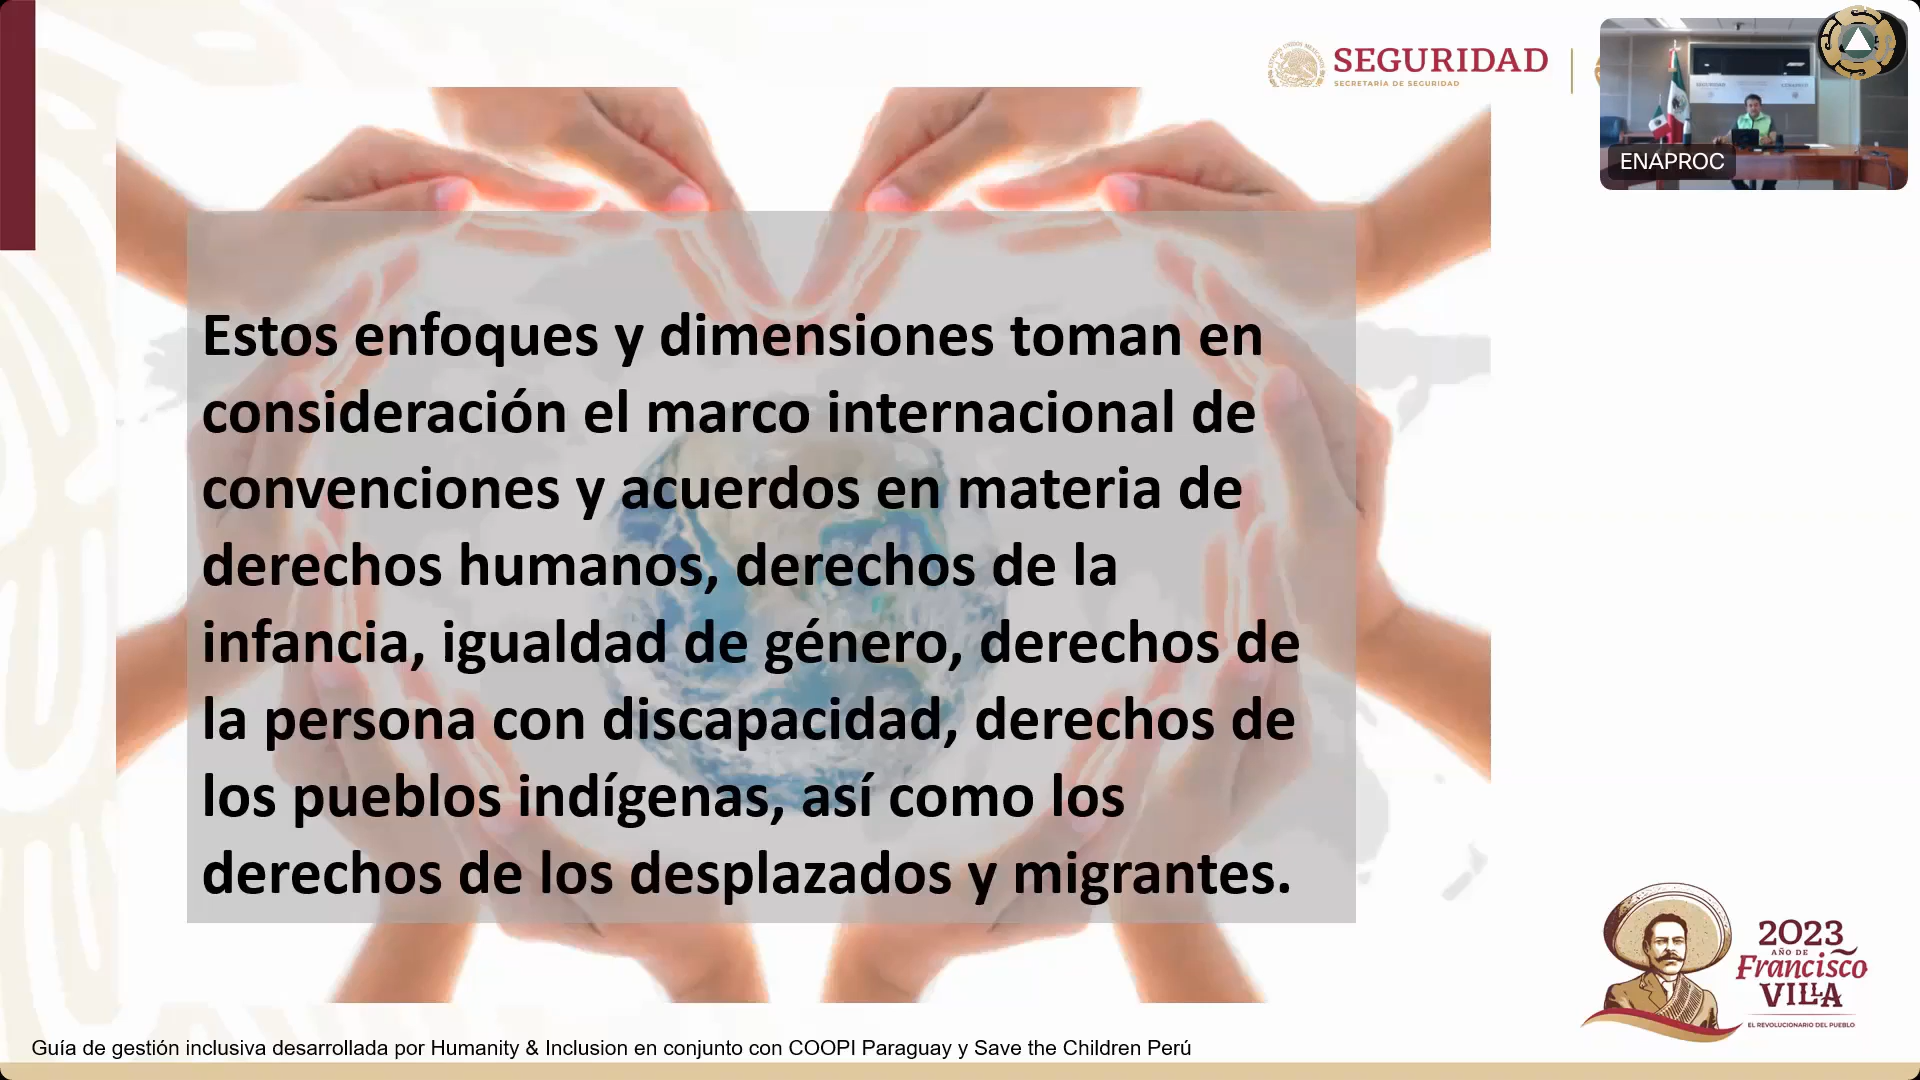 SEGURIDAD
SECRETARÍA DE SEGURIDAD
ENAPROC
Estos enfoques y dimensiones toman en
consideración el marco internacional de
convenciones y acuerdos en materia de
derechos humanos, derechos de la
infancia, igualdad de género, derechos de
la persona con discapacidad, derechos de
los pueblos indígenas, así como los
derechos de los desplazados y migrantes.
2023
AÑO DE
Francisco
VILLA
EL REVOLUCIONARIO DEL PUEBLO
Guía de gestión inclusiva desarrollada por Humanity & Inclusion en conjunto con COOPI Paraguay y Save the Children Perú